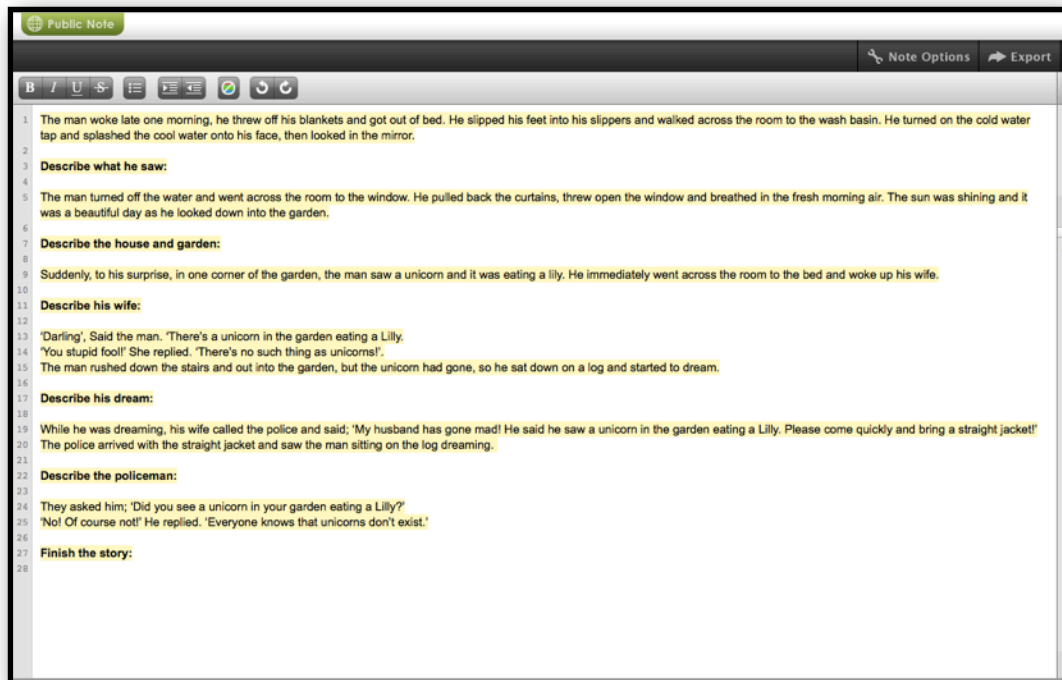 Public Note
Note Options
Export
B I U S
1 The man woke late one morning, he threw off his blankets and got out of bed. He slipped his feet into his slippers and walked across the room to the wash basin. He turned on the cold water
tap and splashed the cool water onto his face, then looked in the mirror.
2
3 Describe what he saw:
4
5 The man turned off the water and went across the room to the window. He pulled back the curtains, threw open the window and breathed in the fresh morning air. The sun was shining and it
was a beautiful day as he looked down into the garden.
6
7 Describe the house and garden:
8
9 Suddenly, to his surprise, in one corner of the garden, the man saw a unicorn and it was eating a lily. He immediately went across the room to the bed and woke up his wife.
10
11 Describe his wife:
12
13 'Darling', Said the man. 'There's a unicorn in the garden eating a Lilly.
14 'You stupid fool!' She replied. 'There's no such thing as unicorns!'.
15 The man rushed down the stairs and out into the garden, but the unicorn had gone, so he sat down on a log and started to dream.
16
17 Describe his dream:
18
19 While he was dreaming, his wife called the police and said; 'My husband has gone mad! He said he saw a unicorn in the garden eating a Lilly. Please come quickly and bring a straight jacket!'
20 The police arrived with the straight jacket and saw the man sitting on the log dreaming.
21
22 Describe the policeman:
23
24 They asked him; 'Did you see a unicorn in your garden eating a Lilly?'
25 'No! Of course not!' He replied. 'Everyone knows that unicorns don't exist.'
26
27 Finish the story:
28